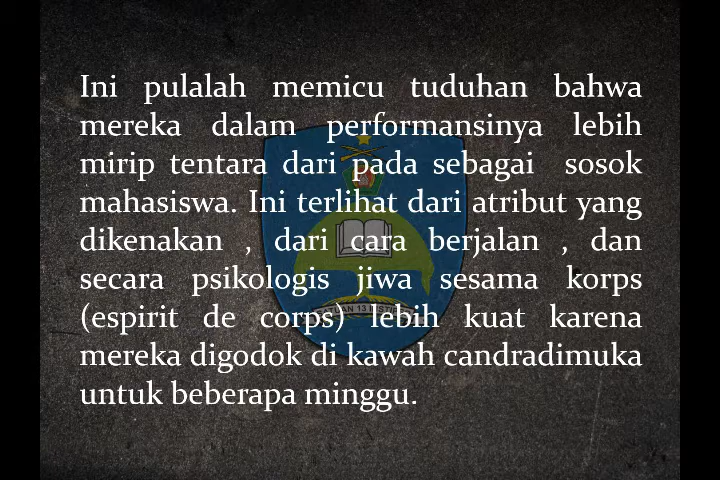 Ini pulalah memicu tuduhan bahwa
mereka dalam performansinya lebih
mirip tentara dari pada sebagai sosok
mahasiswa. Ini terlihat dari atribut yang
dikenakan , dari cara berjalan , dan
secara psikologis jiwa sesama korps
(espirit de corps) lebih kuat karena
mereka digodok di kawah candradimuka
untuk beberapa minggu.